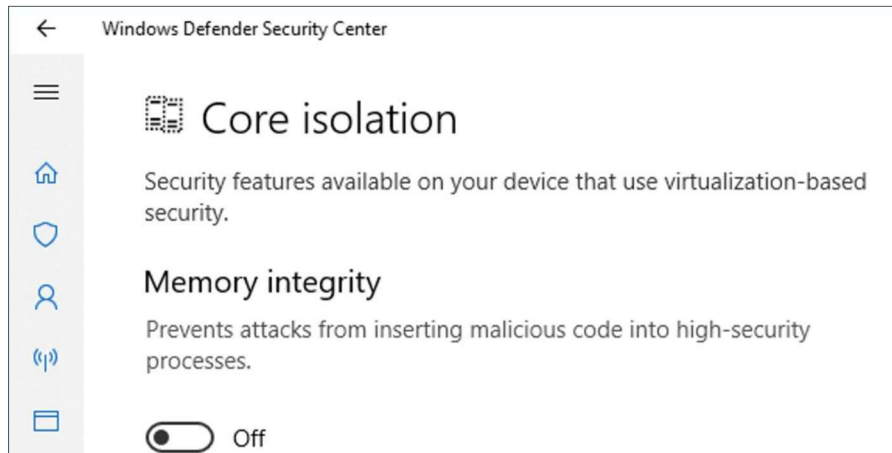 Windows Defender Security Center
Core isolation
Security features available on your device that use virtualization-based
security.
Memory integrity
Prevents attacks from inserting malicious code into high-security
processes.
Off